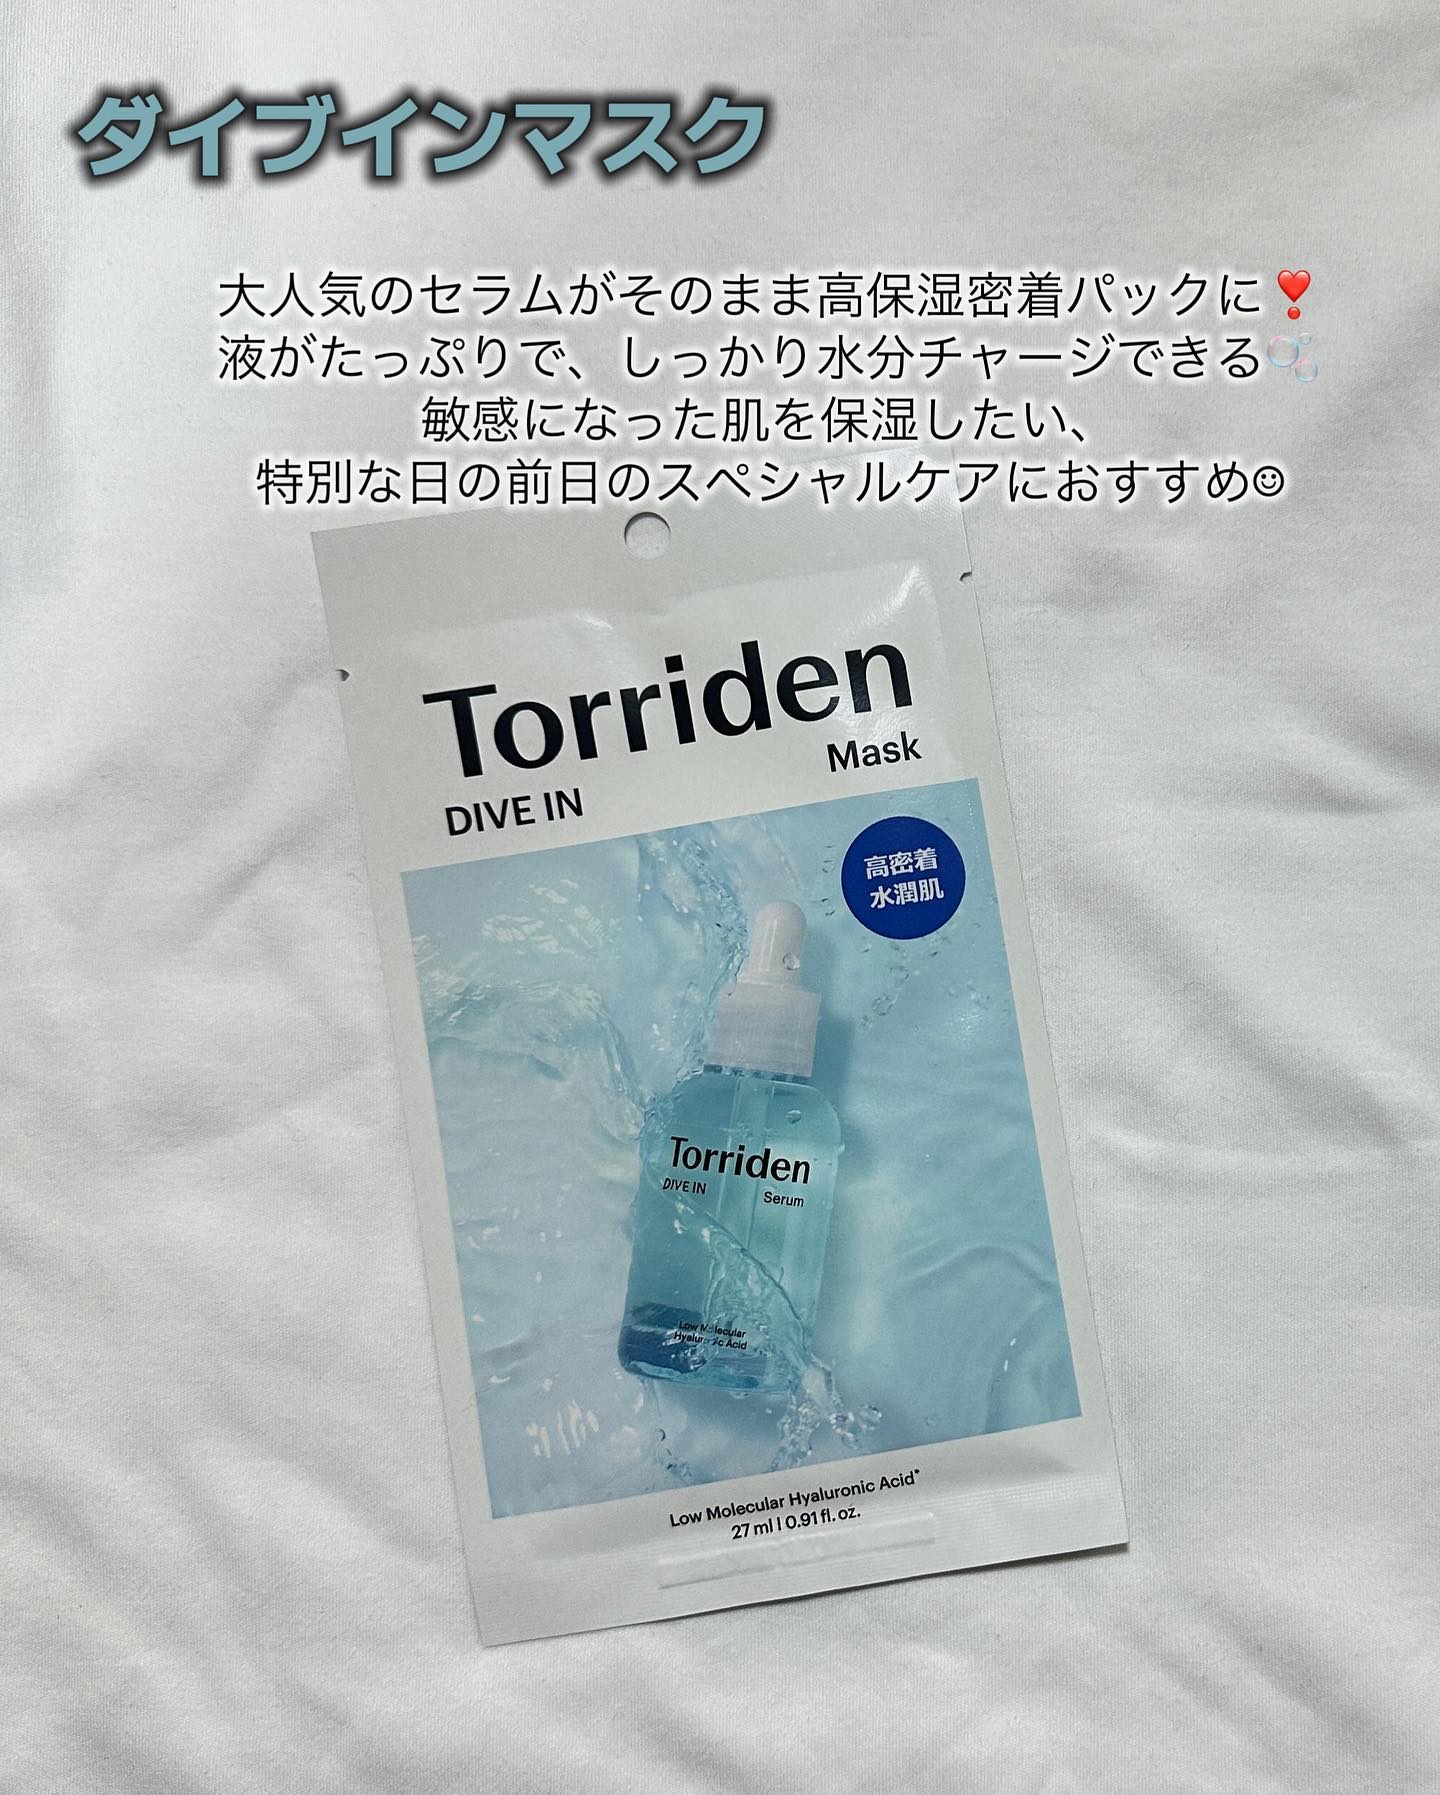 ダイブインマスク
大人気のセラムがそのまま高保湿密着パックに❣️
液がたっぷりで、しっかり水分チャージできる🫧
敏感になった肌を保湿したい、
特別な日の前日のスペシャルケアにおすすめ☺
Torriden
Mask
DIVE IN
高密着
水潤肌
Torriden
DIVE IN Serum
Low Molecular
Hyaluronic Acid
Low Molecular Hyaluronic Acid*
27 ml | 0.91 fl. oz.